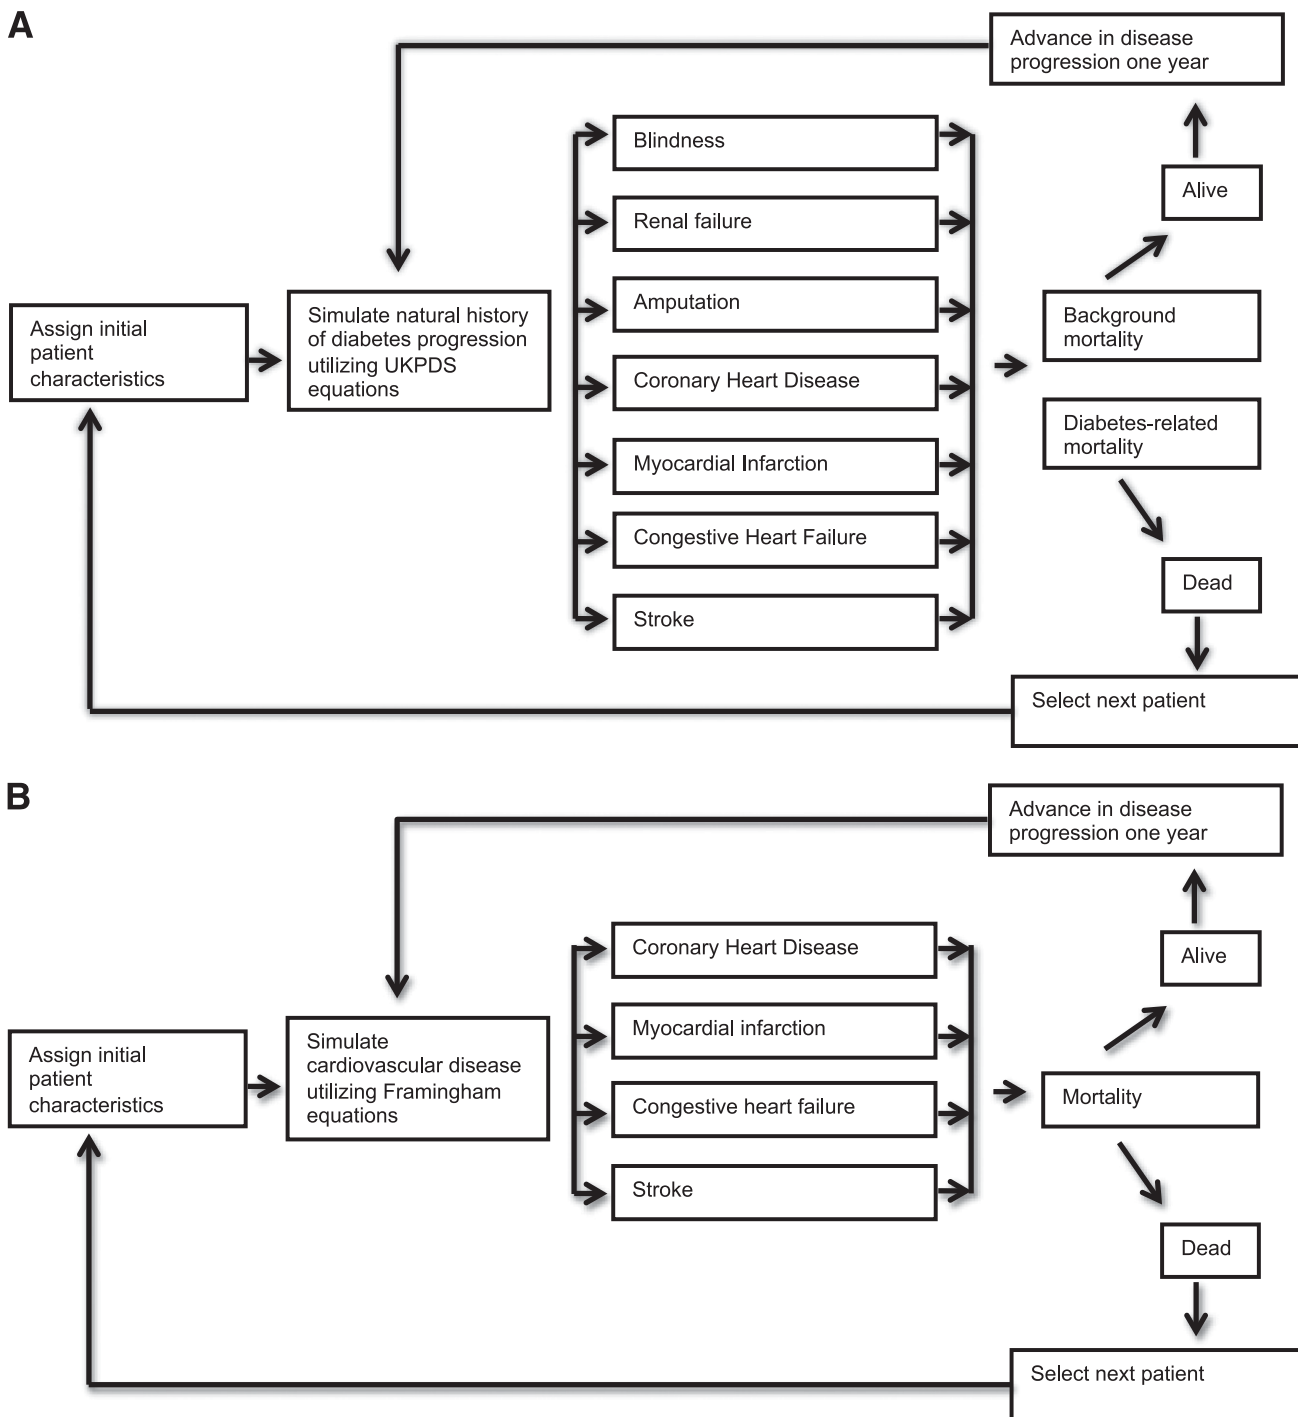 A
Advance in disease
progression one year
Blindness
Alive
Renal failure
Amputation
Assign initial
patient
characteristics
Simulate natural history
of diabetes progression
utilizing UKPDS
equations
Background
mortality
Coronary Heart Disease
Diabetes-related
mortality
Myocardial Infarction
Congestive Heart Failure
Dead
Stroke
Select next patient
B
Advance in disease
progression one year
Coronary Heart Disease
Alive
Myocardial infarction
Assign initial
patient
characteristics
Simulate
cardiovascular disease
utilizing Framingham
equations
Congestive heart failure
Mortality
Stroke
Dead
Select next patient